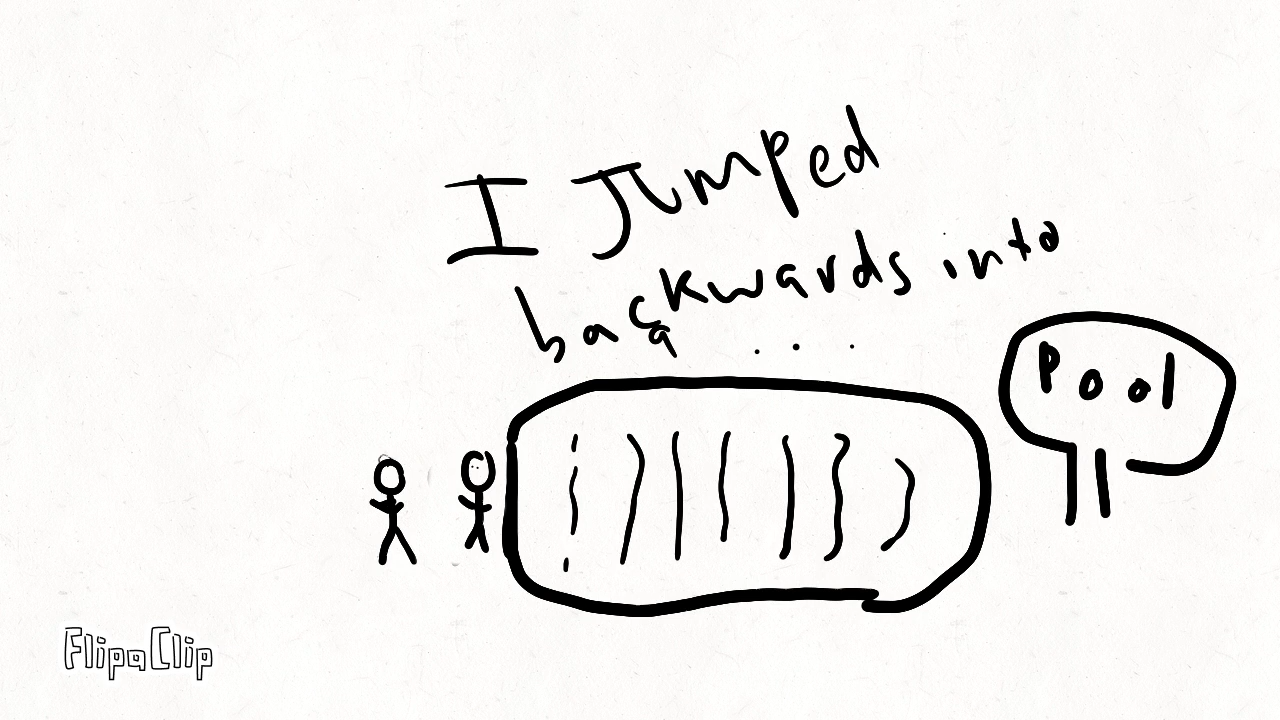 I Jumped
backwards into
a . . .
Pool
FlipaClip